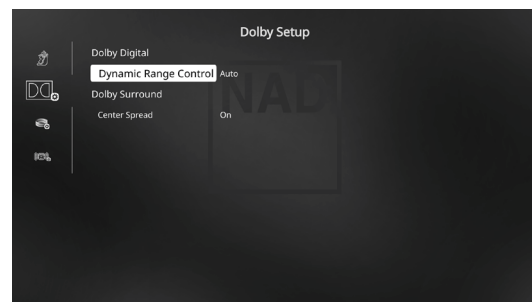 Dolby Setup
Dolby Digital
Dynamic Range Control Auto
Dolby Surround
Center Spread On
NAD